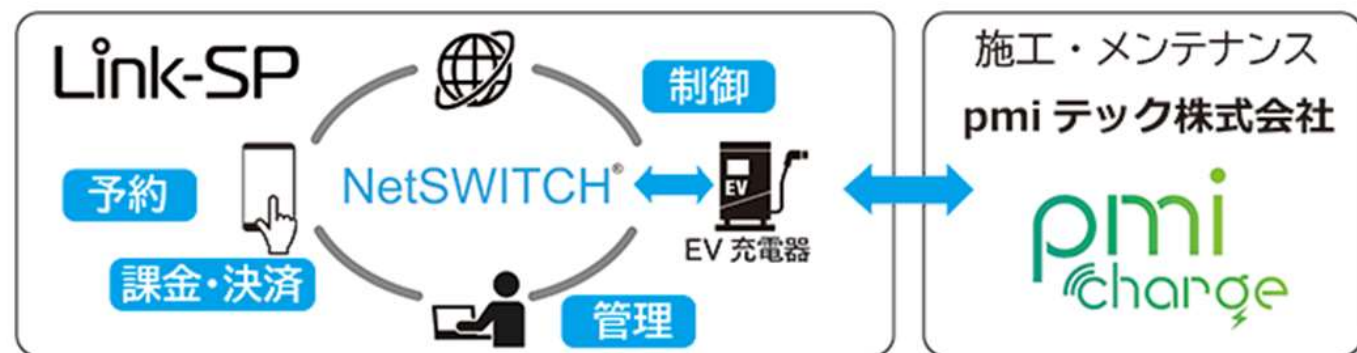 Link-SP
制御
予約
NetSWITCH®
EV
EV 充電器
課金・決済
管理
施工・メンテナンス
pmi テック株式会社
pmi
charge